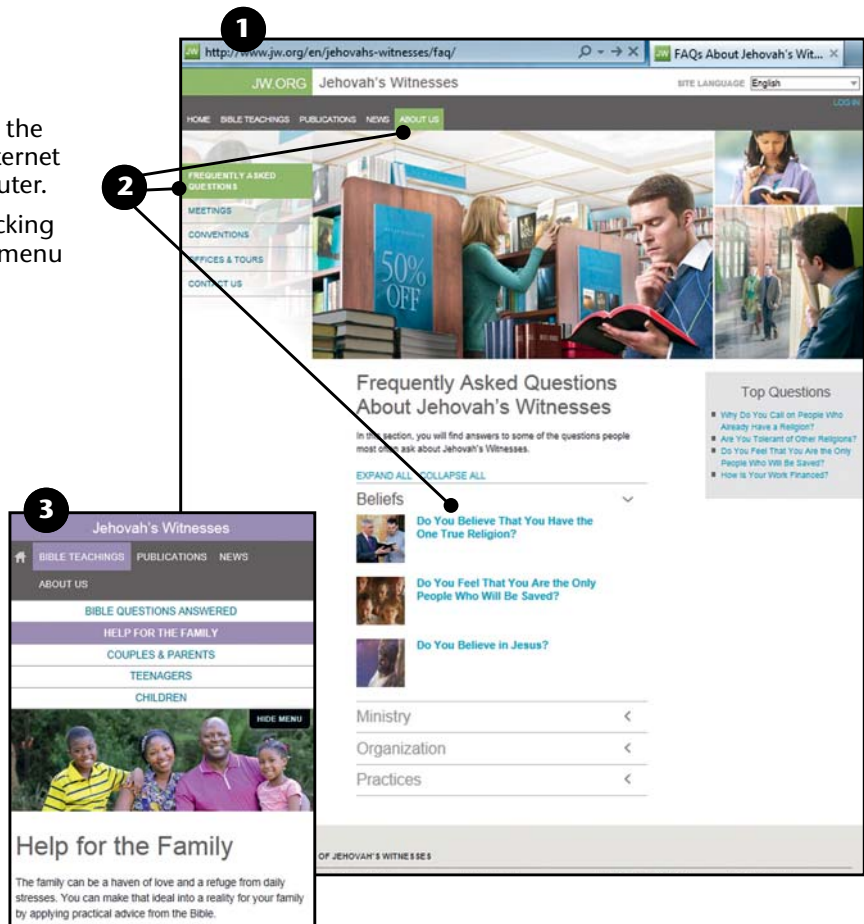 the
ternet
uter.
cking
menu
1
http://www.jw.org/en/jehovahs-witnesses/faq/
FAQs About Jehovah's Wit...
JW.ORG Jehovah's Witnesses
SITE LANGUAGE English
LOG IN
HOME BIBLE TEACHINGS PUBLICATIONS NEWS ABOUT US
2
FREQUENTLY ASKED
QUESTIONS
MEETINGS
CONVENTIONS
OFFICES & TOURS
CONTACT US
50%
OFF
Frequently Asked Questions
About Jehovah's Witnesses
In this section, you will find answers to some of the questions people
most often ask about Jehovah's Witnesses.
EXPAND ALL COLLAPSE ALL
Beliefs
Do You Believe That You Have the
One True Religion?
Do You Feel That You Are the Only
People Who Will Be Saved?
Do You Believe in Jesus?
Ministry
Organization
Practices
Top Questions
Why Do You Call on People Who
Already Have a Religion?
Are You Tolerant of Other Religions?
Do You Feel That You Are the Only
People Who Will Be Saved?
How Is Your Work Financed?
OF JEHOVAH'S WITNESSES
3
Jehovah's Witnesses
BIBLE TEACHINGS PUBLICATIONS NEWS
ABOUT US
BIBLE QUESTIONS ANSWERED
HELP FOR THE FAMILY
COUPLES & PARENTS
TEENAGERS
CHILDREN
HIDE MENU
Help for the Family
The family can be a haven of love and a refuge from daily
stresses. You can make that ideal into a reality for your family
by applying practical advice from the Bible.